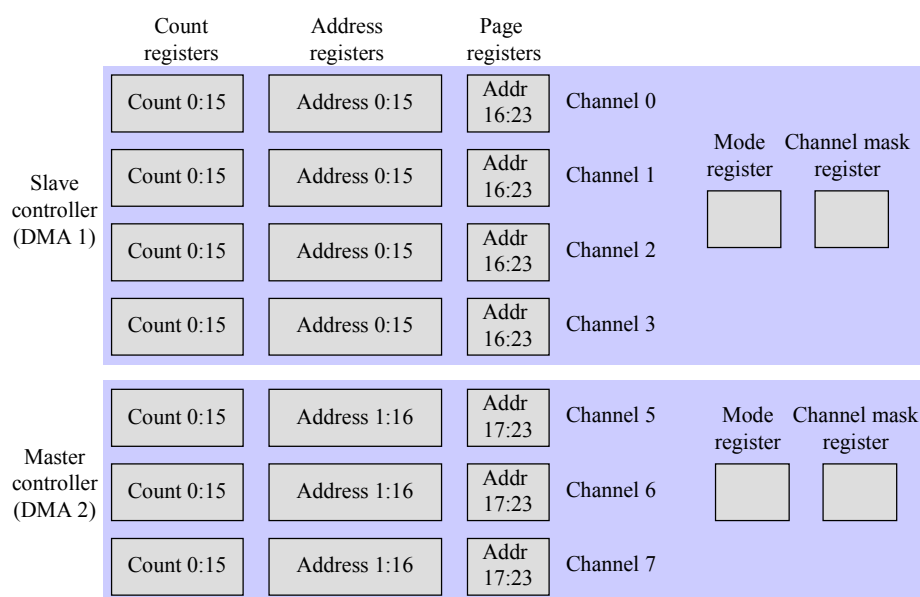 Count
registers
Address
registers
Page
registers
Slave
controller
(DMA 1)
Count 0:15
Address 0:15
Addr
16:23
Channel 0
Count 0:15
Address 0:15
Addr
16:23
Channel 1
Count 0:15
Address 0:15
Addr
16:23
Channel 2
Count 0:15
Address 0:15
Addr
16:23
Channel 3
Mode
register
Channel mask
register
Master
controller
(DMA 2)
Count 0:15
Address 1:16
Addr
17:23
Channel 5
Count 0:15
Address 1:16
Addr
17:23
Channel 6
Count 0:15
Address 1:16
Addr
17:23
Channel 7
Mode
register
Channel mask
register